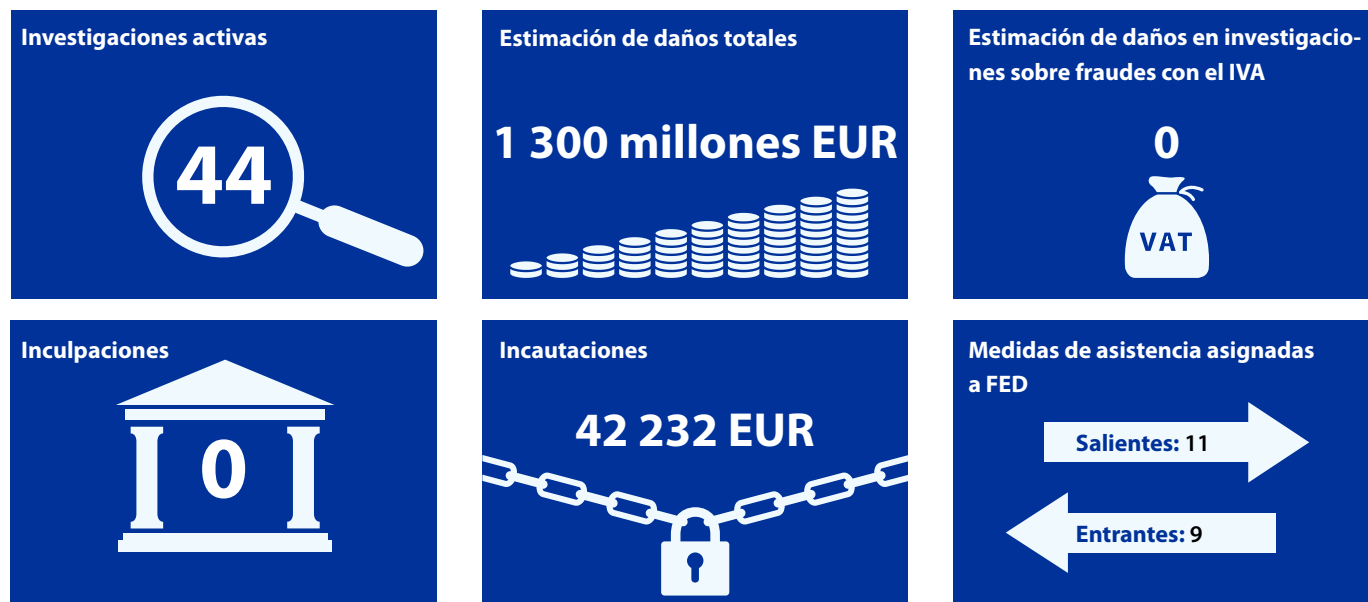 Investigaciones activas
44
Estimación de daños totales
1 300 millones EUR
Estimación de daños en investigacio-
nes sobre fraudes con el IVA
0
VAT
Inculpaciones
0
Incautaciones
42 232 EUR
Medidas de asistencia asignadas
a FED
Salientes: 11
Entrantes: 9